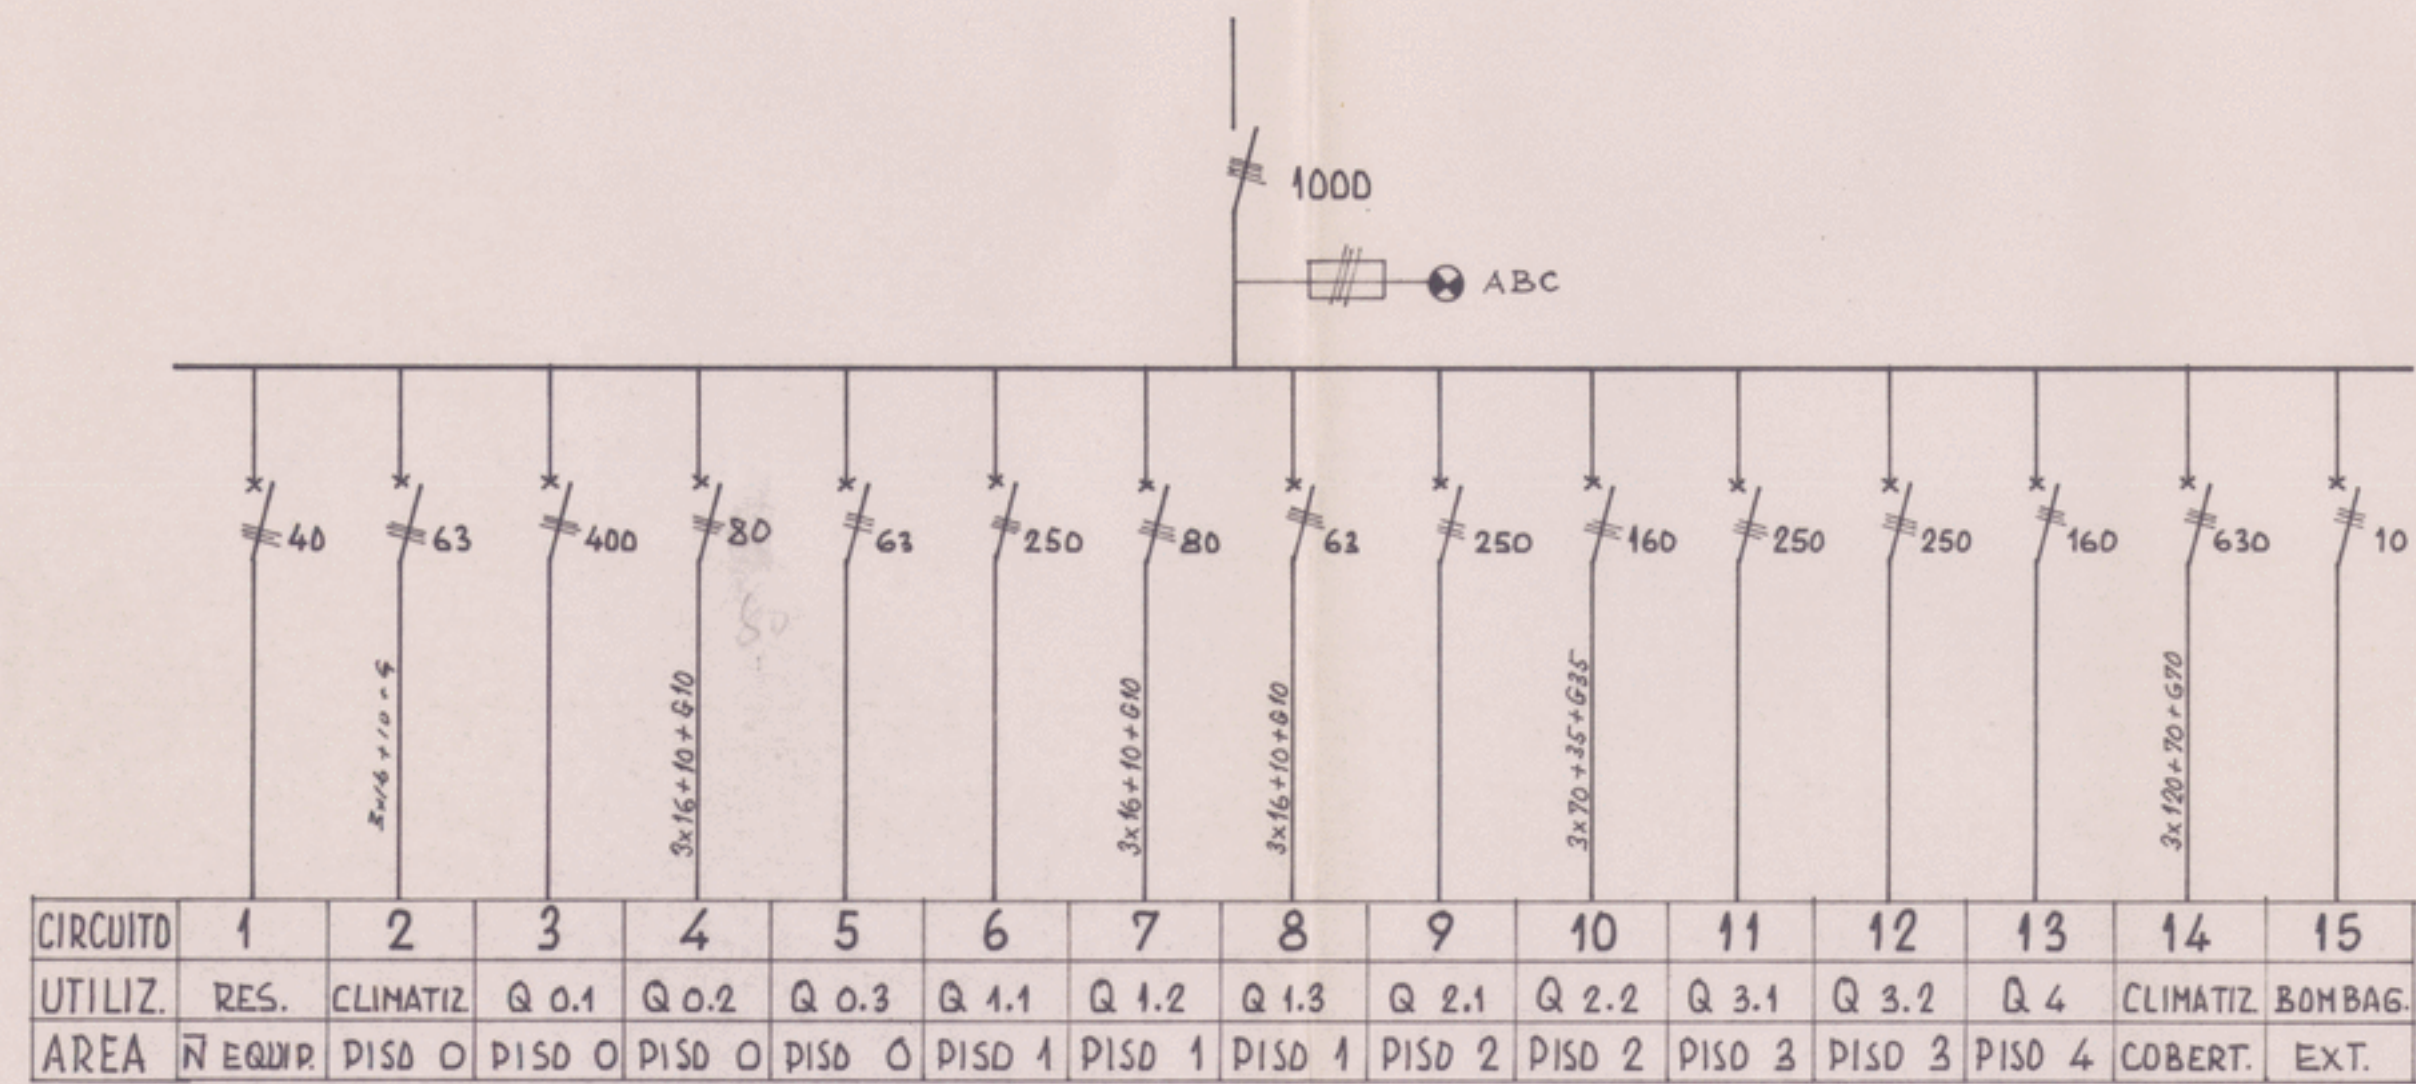 1000
ABC
40 63 400 80 63 250 80 63 250 160 250 250 160 630 10
80
3x16+10+G
3x16+10+G10
3x16+10+G10
3x16+10+G10
3x70+35+G35
3x120+70+G70
CIRCUITO 1 2 3 4 5 6 7 8 9 10 11 12 13 14 15
UTILIZ. RES. CLIMATIZ Q 0.1 Q 0.2 Q 0.3 Q 1.1 Q 1.2 Q 1.3 Q 2.1 Q 2.2 Q 3.1 Q 3.2 Q 4 CLIMATIZ BOMBAG.
AREA N̄ EQUIP. PISO 0 PISO 0 PISO 0 PISO 0 PISO 1 PISO 1 PISO 1 PISO 2 PISO 2 PISO 3 PISO 3 PISO 4 COBERT. EXT.